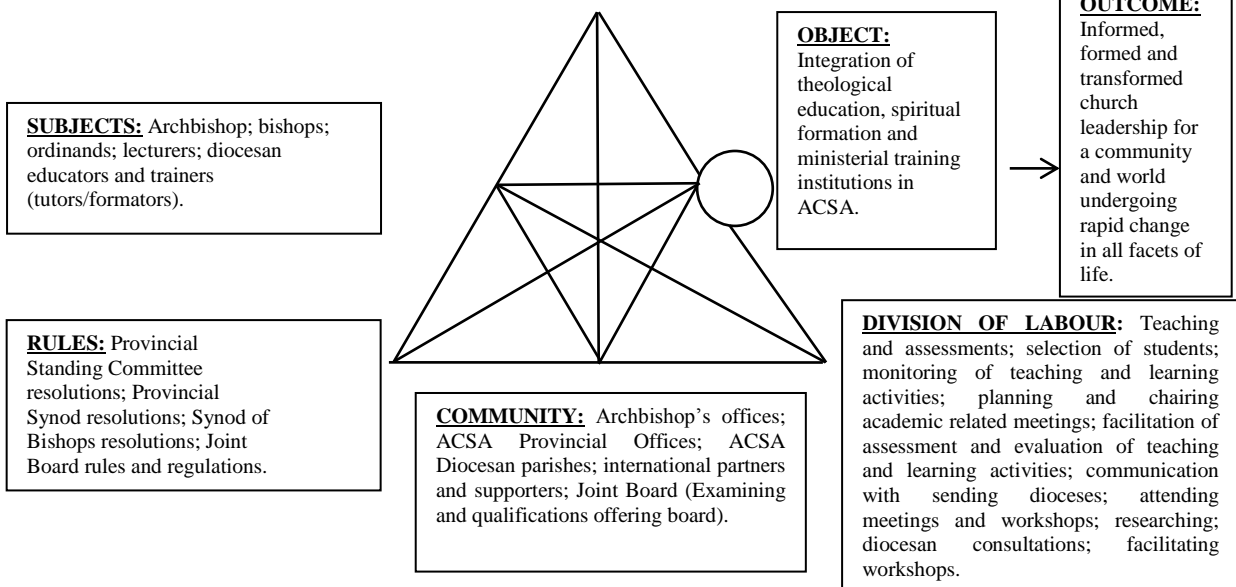 OBJECT:
Integration of
theological
education, spiritual
formation and
ministerial training
institutions in
ACSA.
OUTCOME:
Informed,
formed and
transformed
church
leadership for
a community
and world
undergoing
rapid change
in all facets of
life.
SUBJECTS: Archbishop; bishops;
ordinands; lecturers; diocesan
educators and trainers
(tutors/formators).
RULES: Provincial
Standing Committee
resolutions; Provincial
Synod resolutions; Synod of
Bishops resolutions; Joint
Board rules and regulations.
COMMUNITY: Archbishop's offices;
ACSA Provincial Offices; ACSA
Diocesan parishes; international partners
and supporters; Joint Board (Examining
and qualifications offering board).
DIVISION OF LABOUR: Teaching
and assessments; selection of students;
monitoring of teaching and learning
activities; planning and chairing
academic related meetings; facilitation of
assessment and evaluation of teaching
and learning activities; communication
with sending dioceses; attending
meetings and workshops; researching;
diocesan consultations; facilitating
workshops.